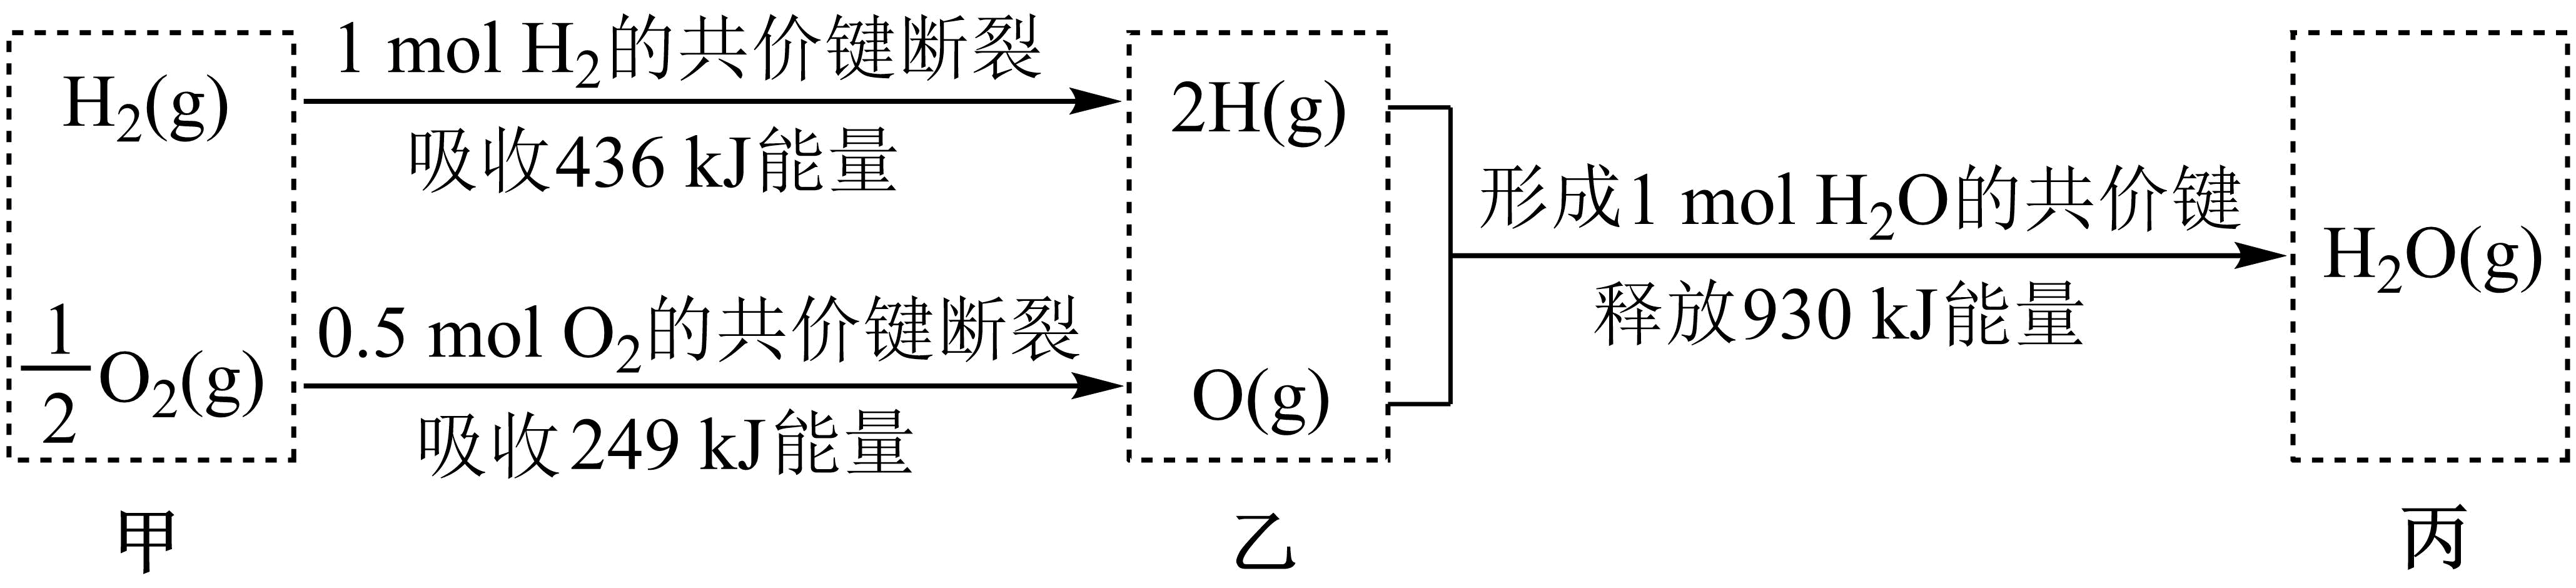 H₂(g)
1 mol H₂的共价键断裂
吸收436 kJ能量
2H(g)
形成1 mol H₂O的共价键
释放930 kJ能量
H₂O(g)
1/2 O₂(g)
0.5 mol O₂的共价键断裂
吸收249 kJ能量
O(g)
甲
乙
丙